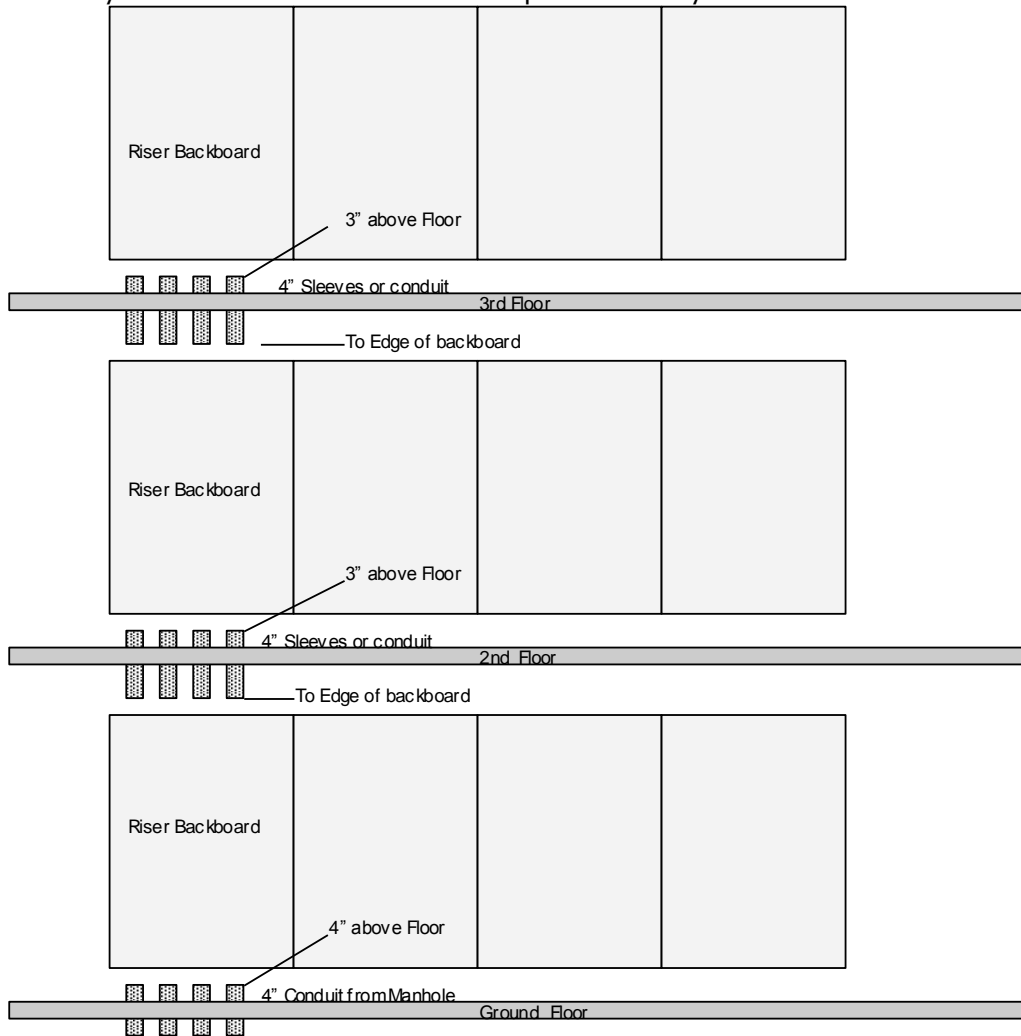 Riser Backboard
3” above Floor
4” Sleeves or conduit
3rd Floor
To Edge of backboard
Riser Backboard
3” above Floor
4” Sleeves or conduit
2nd Floor
To Edge of backboard
Riser Backboard
4” above Floor
4” Conduit from Manhole
Ground Floor